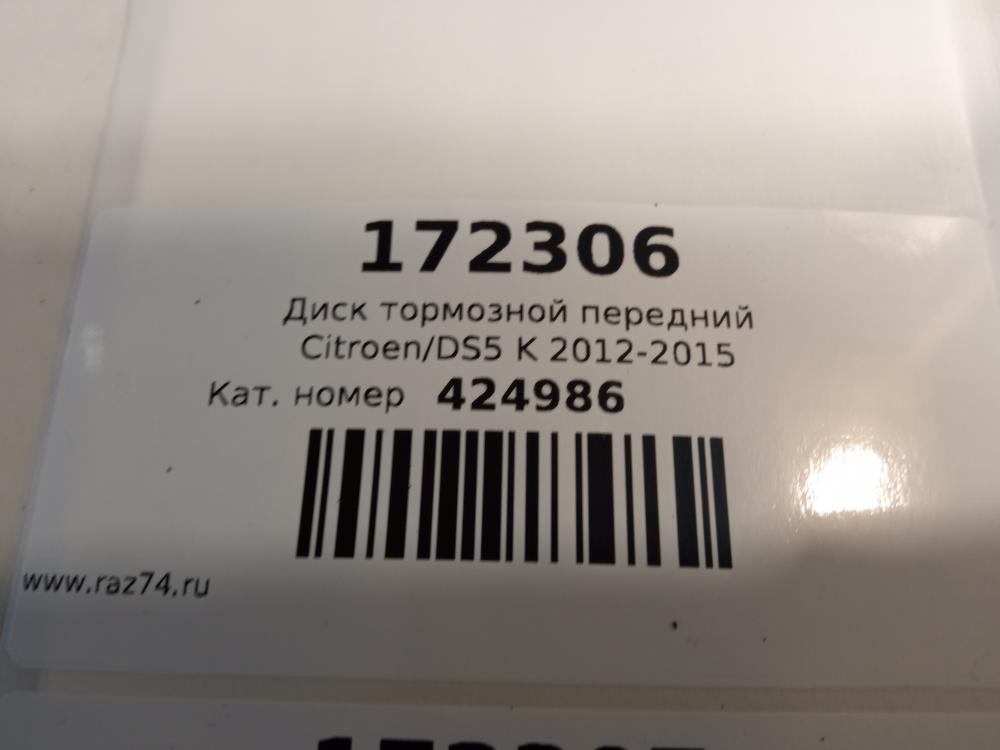 172306
Диск тормозной передний
Citroen/DS5 K 2012-2015
Кат. номер 424986
www.raz74.ru